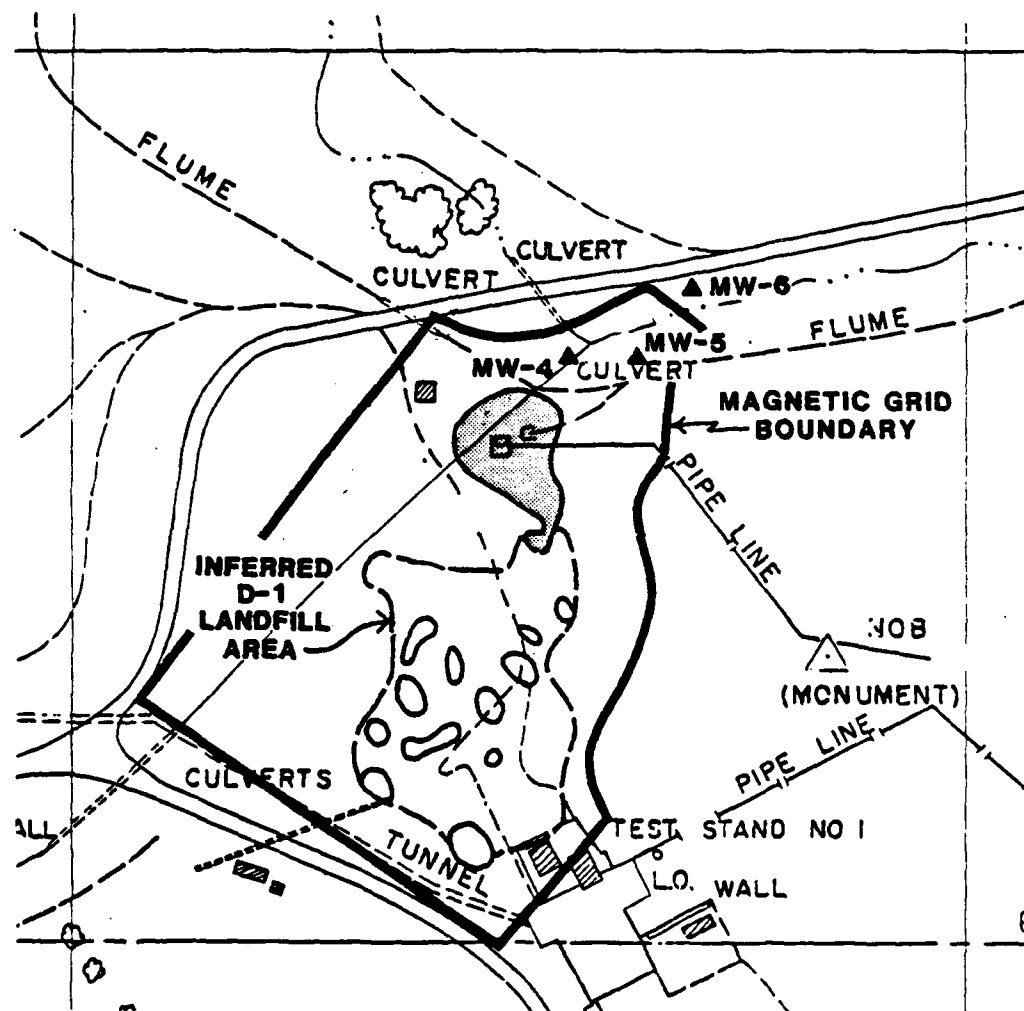 FLUME
CULVERT
CULVERT
MW-6
FLUME
MW-5
MW-4
CULVERT
MAGNETIC GRID
BOUNDARY
PIPE LINE
INFERRED
D-1
LANDFILL
AREA
(MONUMENT)
PIPE LINE
CULVERTS
TUNNEL
TEST STAND NO 1
L.O.
WALL